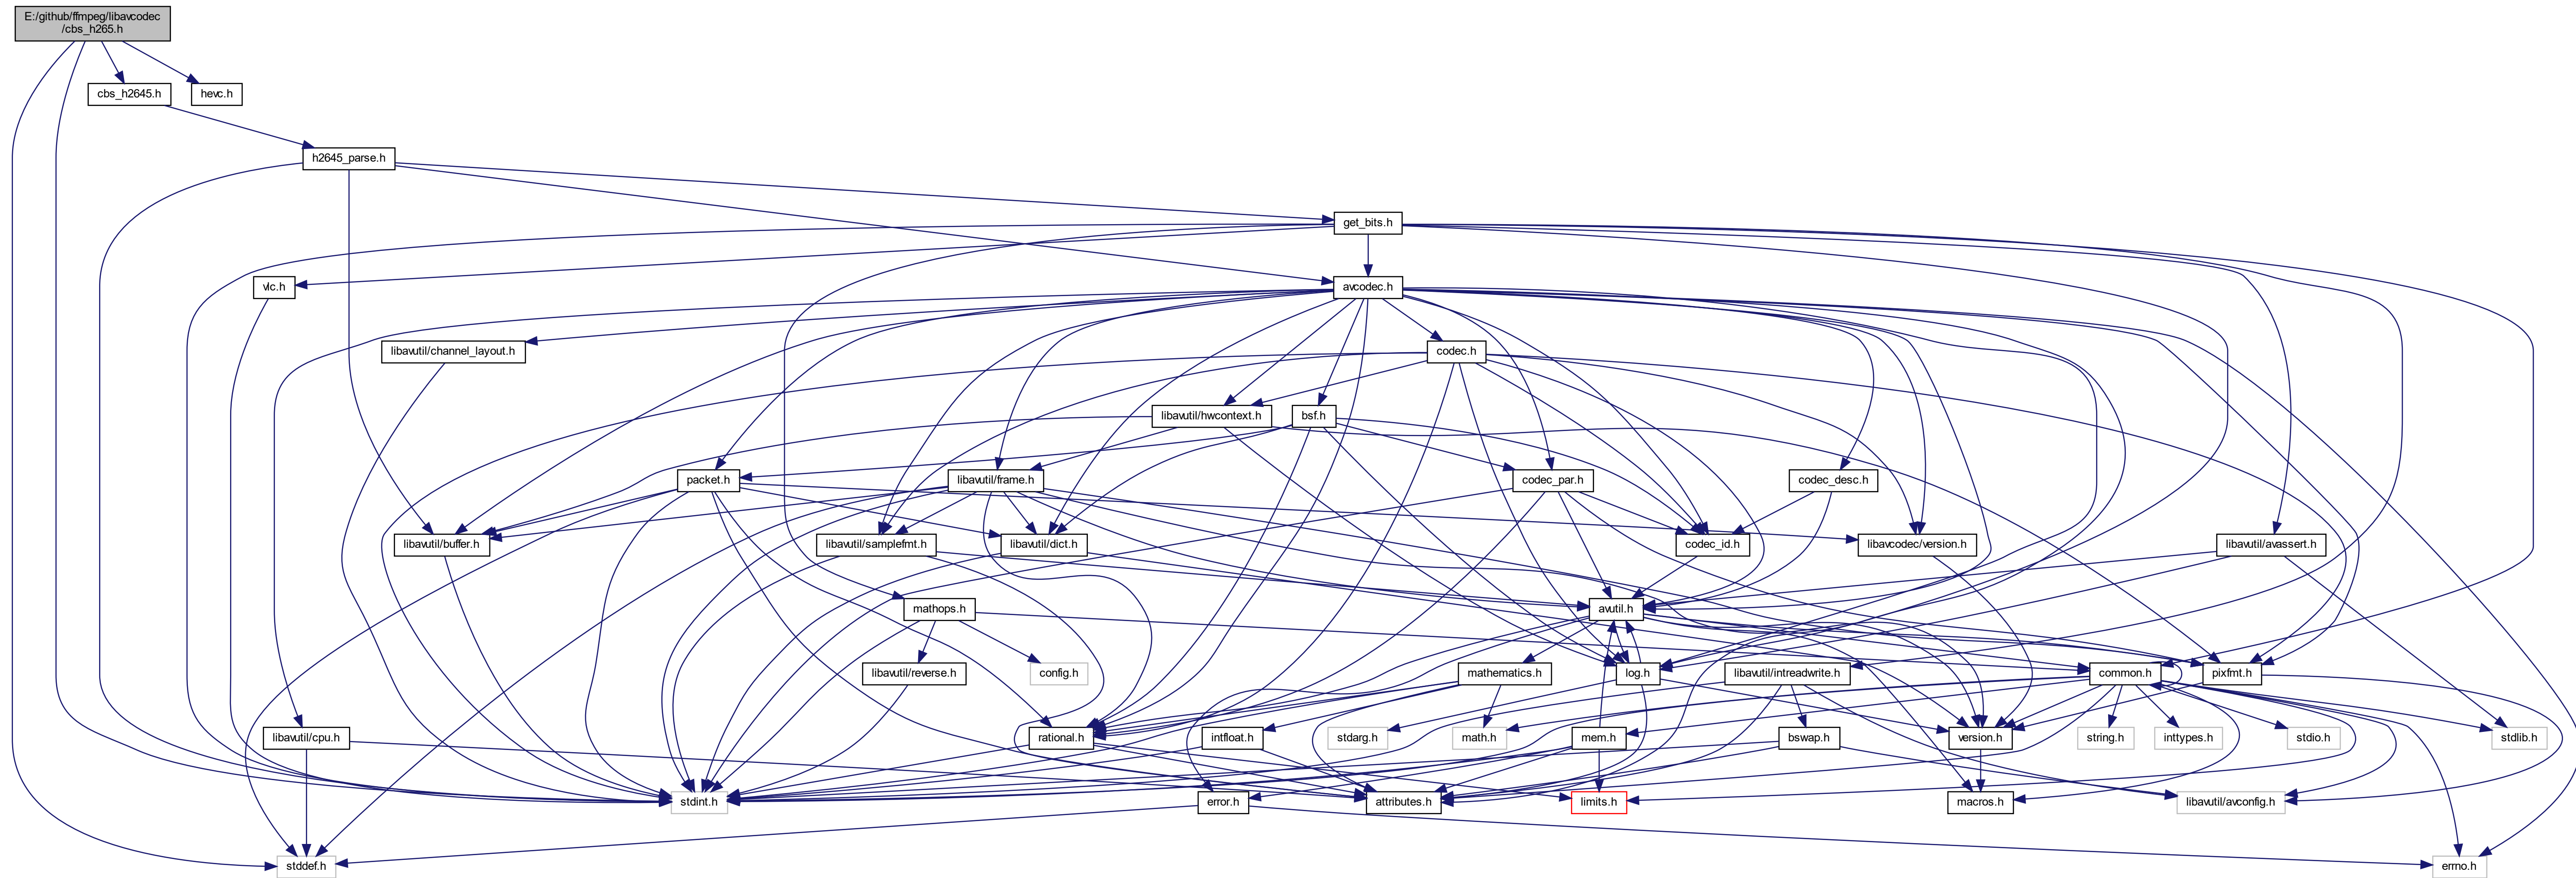 E:/github/ffmpeg/libavcodec
/cbs_h265.h
cbs_h2645.h
hevc.h
h2645_parse.h
get_bits.h
vlc.h
avcodec.h
libavutil/channel_layout.h
codec.h
libavutil/hwcontext.h
bsf.h
packet.h
libavutil/frame.h
codec_par.h
codec_desc.h
libavutil/buffer.h
libavutil/samplefmt.h
libavutil/dict.h
codec_id.h
libavcodec/version.h
libavutil/avassert.h
mathops.h
avutil.h
libavutil/reverse.h
config.h
mathematics.h
log.h
libavutil/intreadwrite.h
common.h
pixfmt.h
libavutil/cpu.h
rational.h
intfloat.h
stdarg.h
math.h
mem.h
bswap.h
version.h
string.h
inttypes.h
stdio.h
stdlib.h
stdint.h
error.h
attributes.h
limits.h
macros.h
libavutil/avconfig.h
stddef.h
errno.h